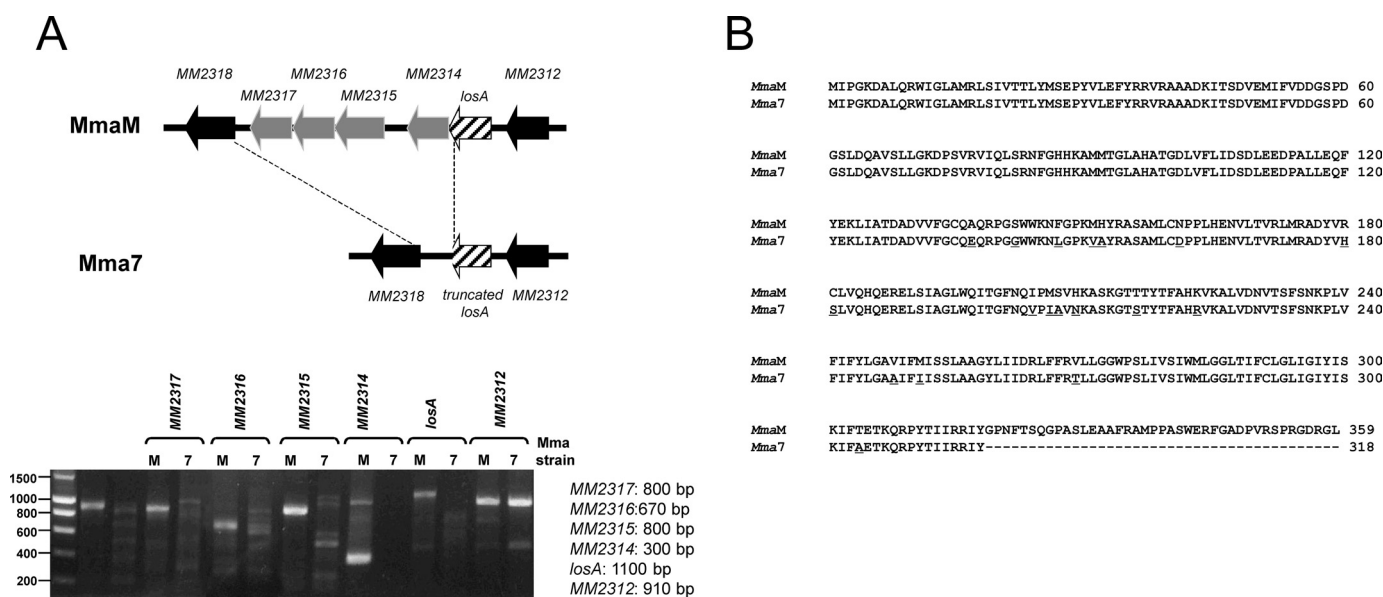 A
MM2318 MM2316 MM2314 MM2312
MM2317 MM2315 losA
MmaM
Mma7
MM2318 truncated losA MM2312
MM2317 MM2316 MM2315 MM2314 losA MM2312
Mma strain
M 7 M 7 M 7 M 7 M 7 M 7
1500
1000
800
600
400
200
MM2317: 800 bp
MM2316:670 bp
MM2315: 800 bp
MM2314: 300 bp
losA: 1100 bp
MM2312: 910 bp
B
MmaM MIPGKDALQRWIGLAMRLSIVTTLYMSEPYVLEFYRRVRAAADKITSDVEMIFVDDGSPD 60
Mma7 MIPGKDALQRWIGLAMRLSIVTTLYMSEPYVLEFYRRVRAAADKITSDVEMIFVDDGSPD 60
MmaM GSLDQAVSLLGKDPSVRVIQLSRNFGHHKAMMTGLAHATGDLVFLIDSDLEEDPALLEQF 120
Mma7 GSLDQAVSLLGKDPSVRVIQLSRNFGHHKAMMTGLAHATGDLVFLIDSDLEEDPALLEQF 120
MmaM YEKLIATDADVVFGCQAQRPGSWWKNFGPKMHYRASAMLCNPPLHENVLTVRLMRADYVR 180
Mma7 YEKLIATDADVVFGCQEQRPGGWWKNLGPKVAYRASAMLCDPPLHENVLTVRLMRADYVH 180
MmaM CLVQHQERELSIAGLWQITGFNQIPMSVHKASKGTTTYTFAHKVKALVDNVTSFSNKPLV 240
Mma7 SLVQHQERELSIAGLWQITGFNQVPIAVNKASKGTSTYTFAHRVKALVDNVTSFSNKPLV 240
MmaM FIFYLGAVIFMISSLAAGYLIIDRLFFRVLLGGWPSLIVSIWMLGGLTIFCLGLIGIYIS 300
Mma7 FIFYLGAAIFIISSLAAGYLIIDRLFFRTLLGGWPSLIVSIWMLGGLTIFCLGLIGIYIS 300
MmaM KIFTETKQRPYTIIRRIYGPNFTSQGPASLEAAFRAMPPASWERFGADPVRSPRGDRGL 359
Mma7 KIFAETKQRPYTIIRRIY----------------------------------------- 318